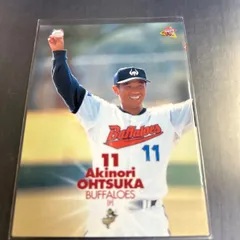 Buffaloes
11
11
Akinori
OHTSUKA
BUFFALOES
[P]